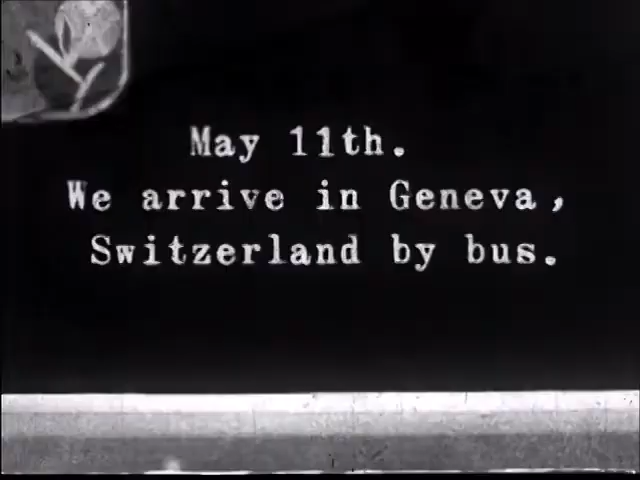 May 11th.
We arrive in Geneva,
Switzerland by bus.